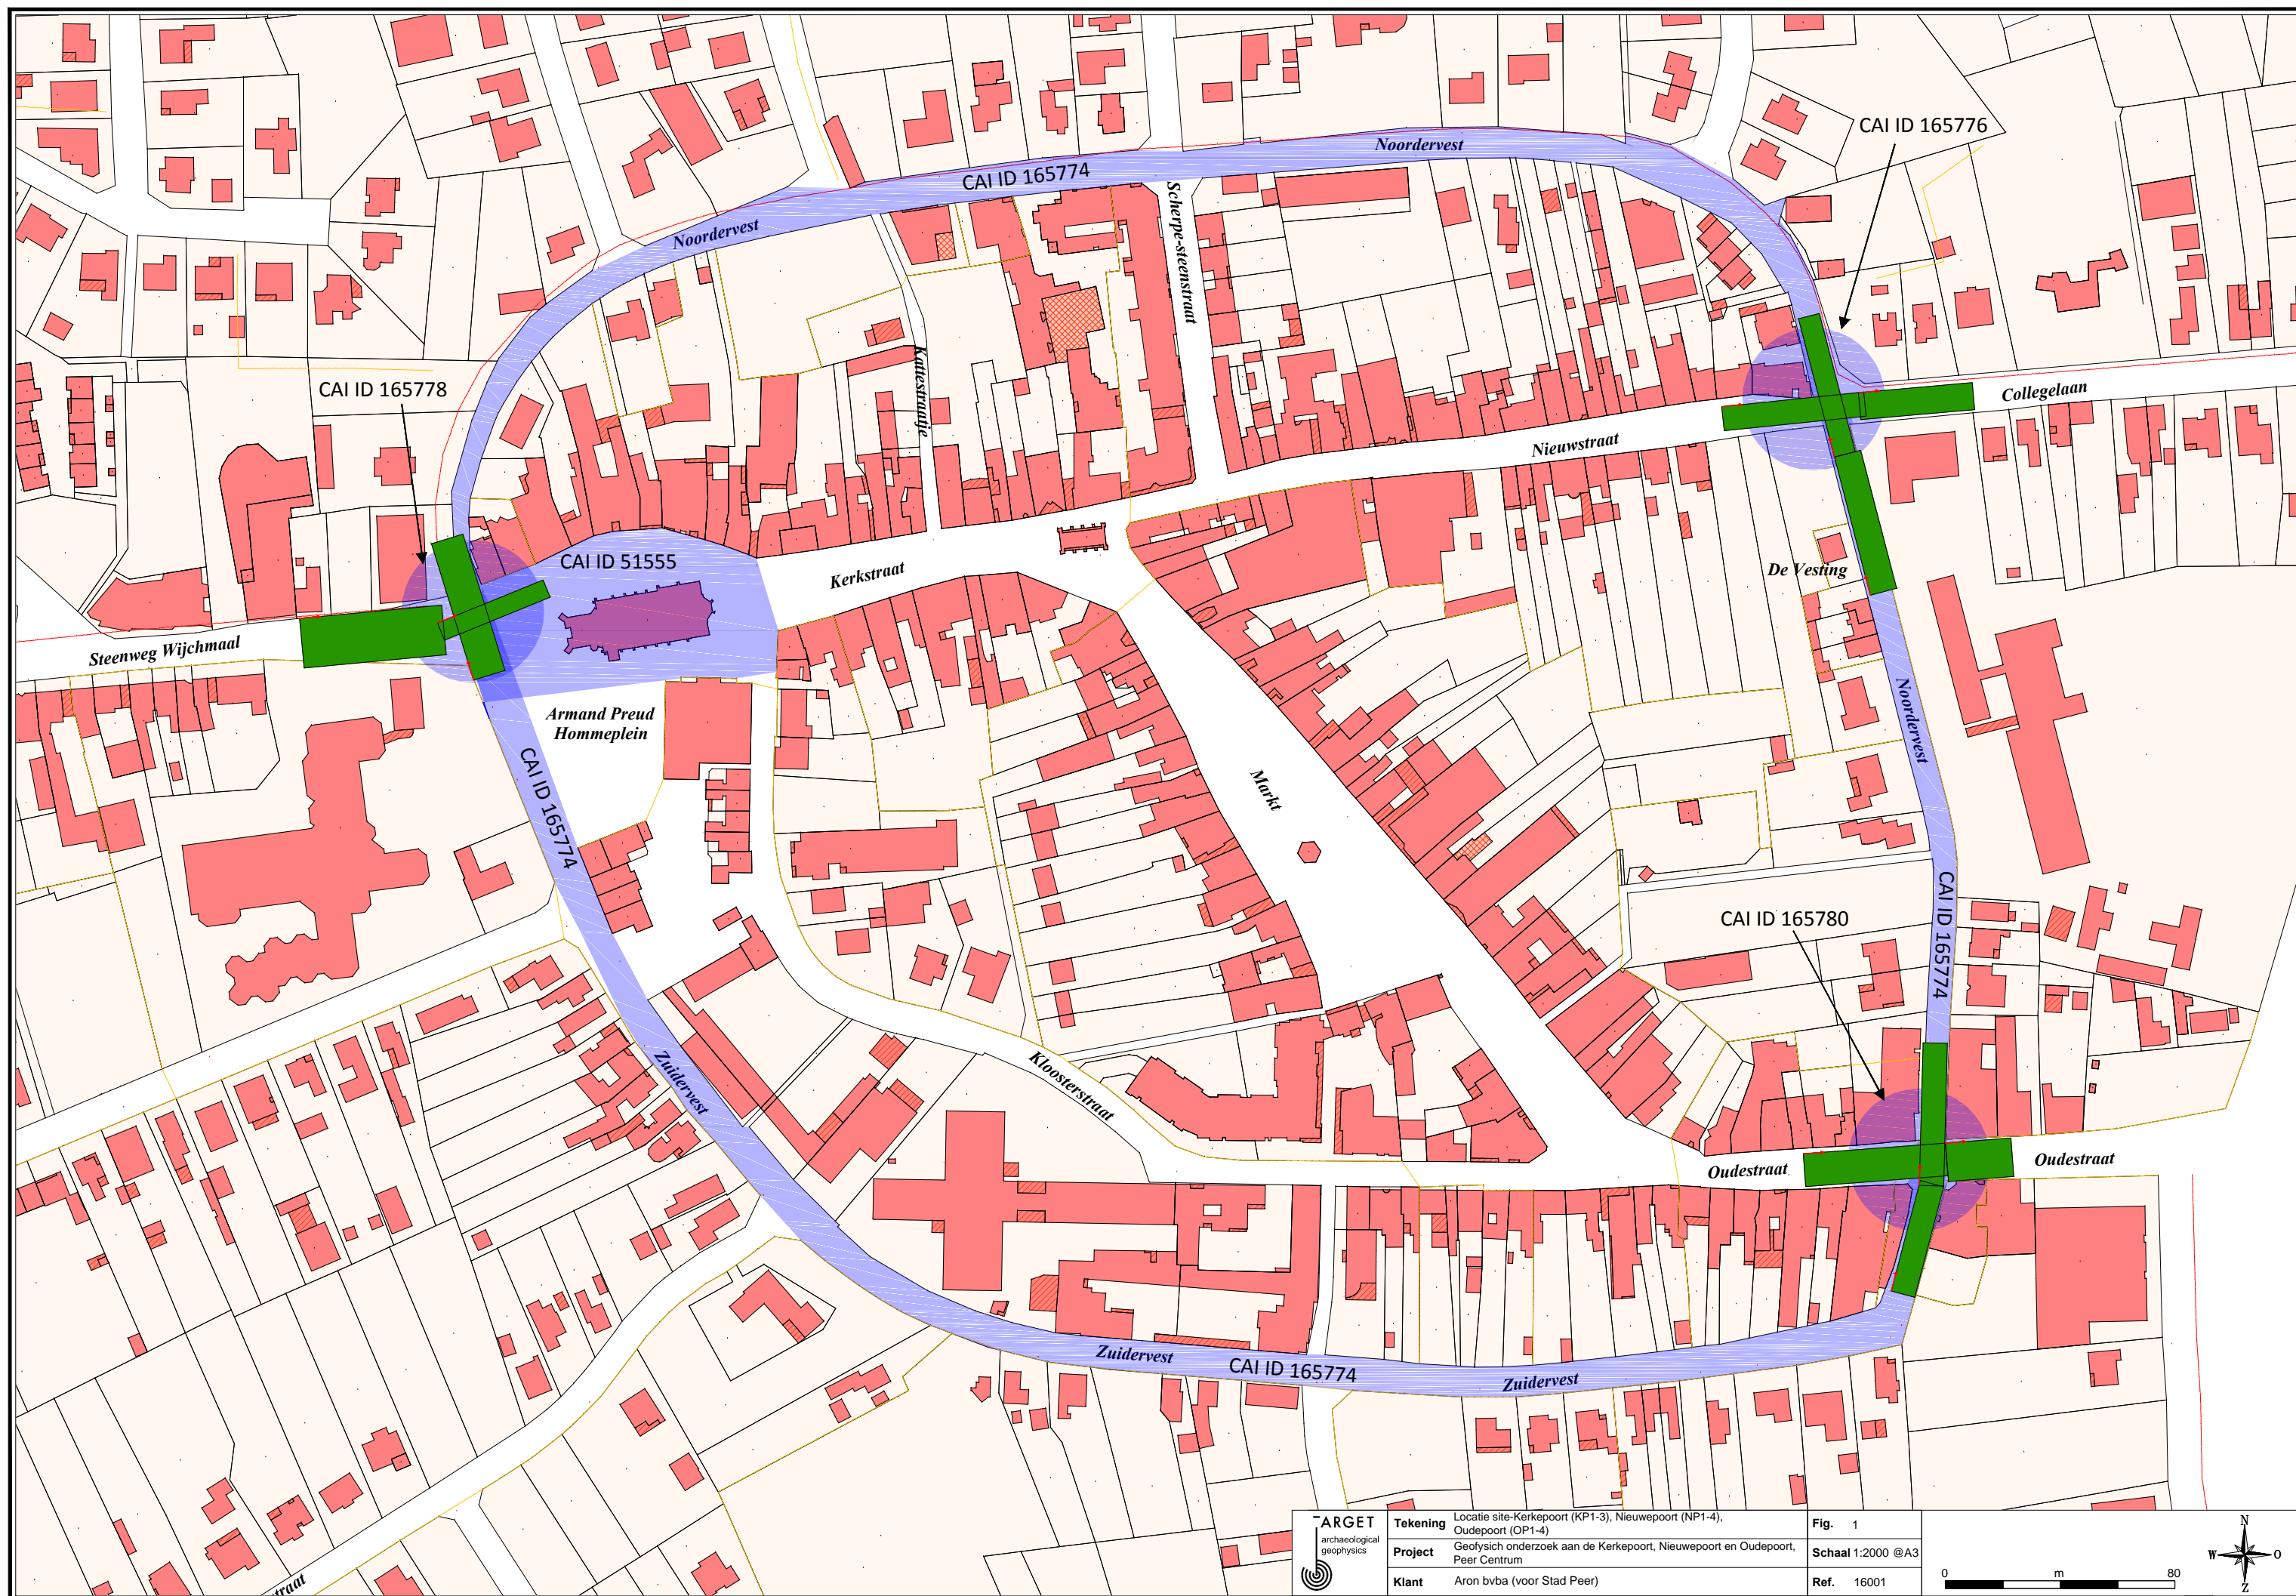 CAI ID 165776
Noordervest
CAI ID 165774
Noordervest
Scherpe-steenstraat
CAI ID 165778
Kattestraatje
Collegelaan
Nieuwstraat
CAI ID 51555
Kerkstraat
De Vesting
Steenweg Wijchmaal
Noordervest
Armand Preud
Hommeplein
CAI ID 165774
Markt
CAI ID 165780
CAI ID 165774
Zuidervest
Kloosterstraat
Oudestraat
Oudestraat
Zuidervest
CAI ID 165774
Zuidervest
straat
TARGET
archaeological
geophysics
Tekening
Locatie site-Kerkepoort (KP1-3), Nieuwepoort (NP1-4),
Oudepoort (OP1-4)
Fig. 1
Project
Geofysich onderzoek aan de Kerkepoort, Nieuwepoort en Oudepoort,
Peer Centrum
Schaal 1:2000 @A3
Klant
Aron bvba (voor Stad Peer)
Ref. 16001
0 m 80
N
W O
Z